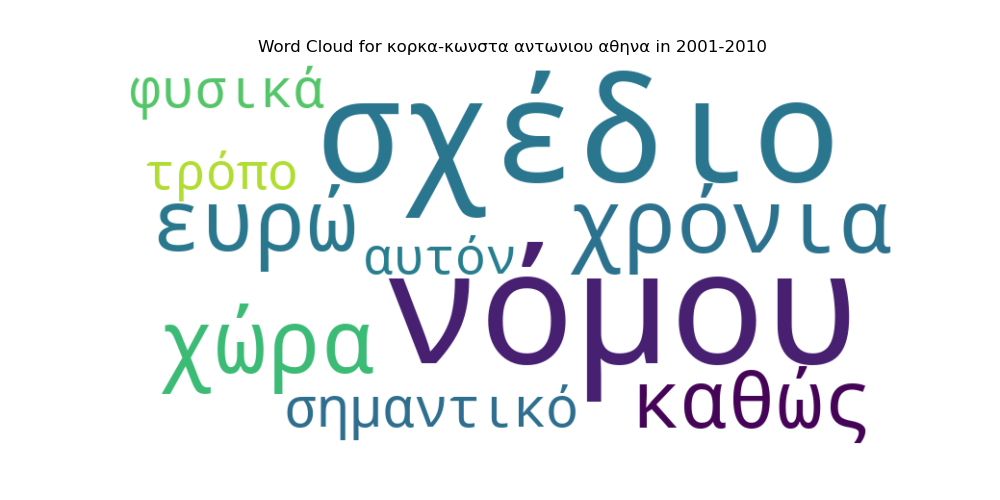 Word Cloud for κορκα-κωνστα αντωνιου αθηνα in 2001-2010
φυσικά
σχέδιο
τρόπο
ευρώ
χρόνια
αυτόν
νόμου
χώρα
σημαντικό
καθώς